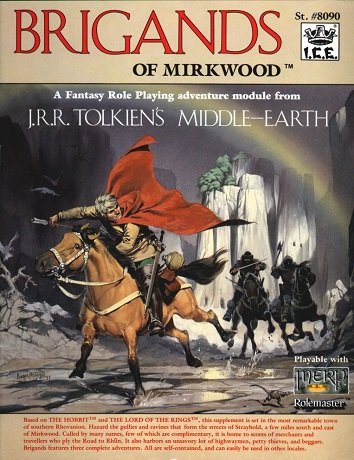 BRIGANDS
St. #8090
I.C.E.
OF MIRKWOOD™
A Fantasy Role Playing adventure module from
J.R.R. TOLKIEN'S MIDDLE-EARTH
Playable with
MERP
Rolemaster
Based on THE HOBBIT™ and THE LORD OF THE RINGS™, this supplement is set in the most remarkable town
of southern Rhovanion. Hazard the gullies and ravines that form the streets of Strayhold, a few miles south and east
of Mirkwood. Called by many names, few of which are complimentary, it is home to scores of merchants and
travellers who ply the Road to Rhûn. It also harbors an unsavory lot of highwaymen, petty thieves, and beggars.
Brigands features three complete adventures. All are self-contained, and can easily be used in other locales.